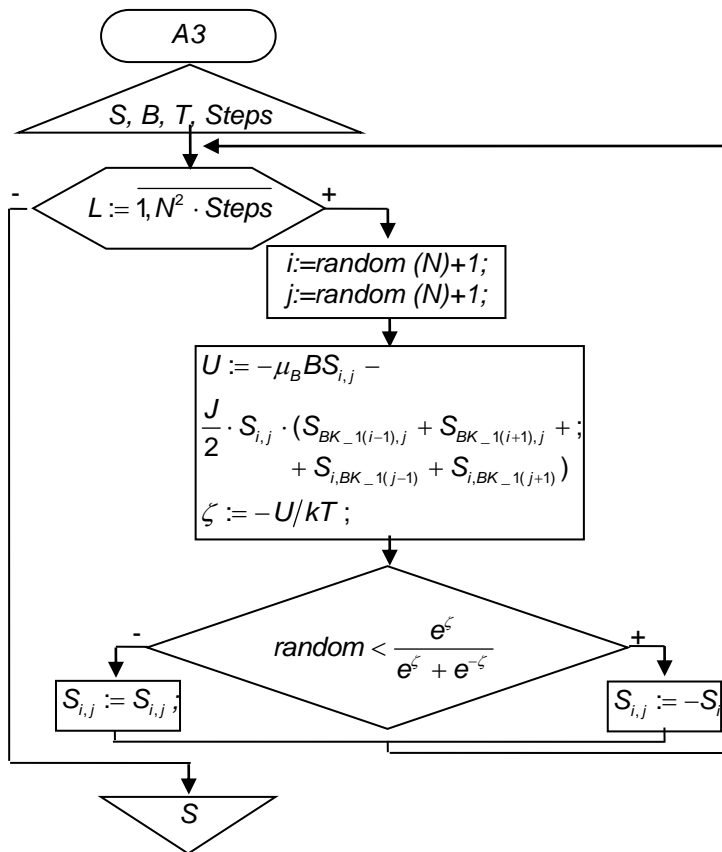 A3
S, B, T, Steps
-
L := \overline{1, N² · Steps}
+
i:=random (N)+1;
j:=random (N)+1;
U := −μ_B BS_{i,j} −
J/2 · S_{i,j} · (S_{BK_1(i−1),j} + S_{BK_1(i+1),j} + ;
+ S_{i,BK_1(j−1)} + S_{i,BK_1(j+1)})
ζ := −U/kT ;
-
random < e^ζ / (e^ζ + e^{−ζ})
+
S_{i,j} := S_{i,j} ;
S_{i,j} := −S_i
S